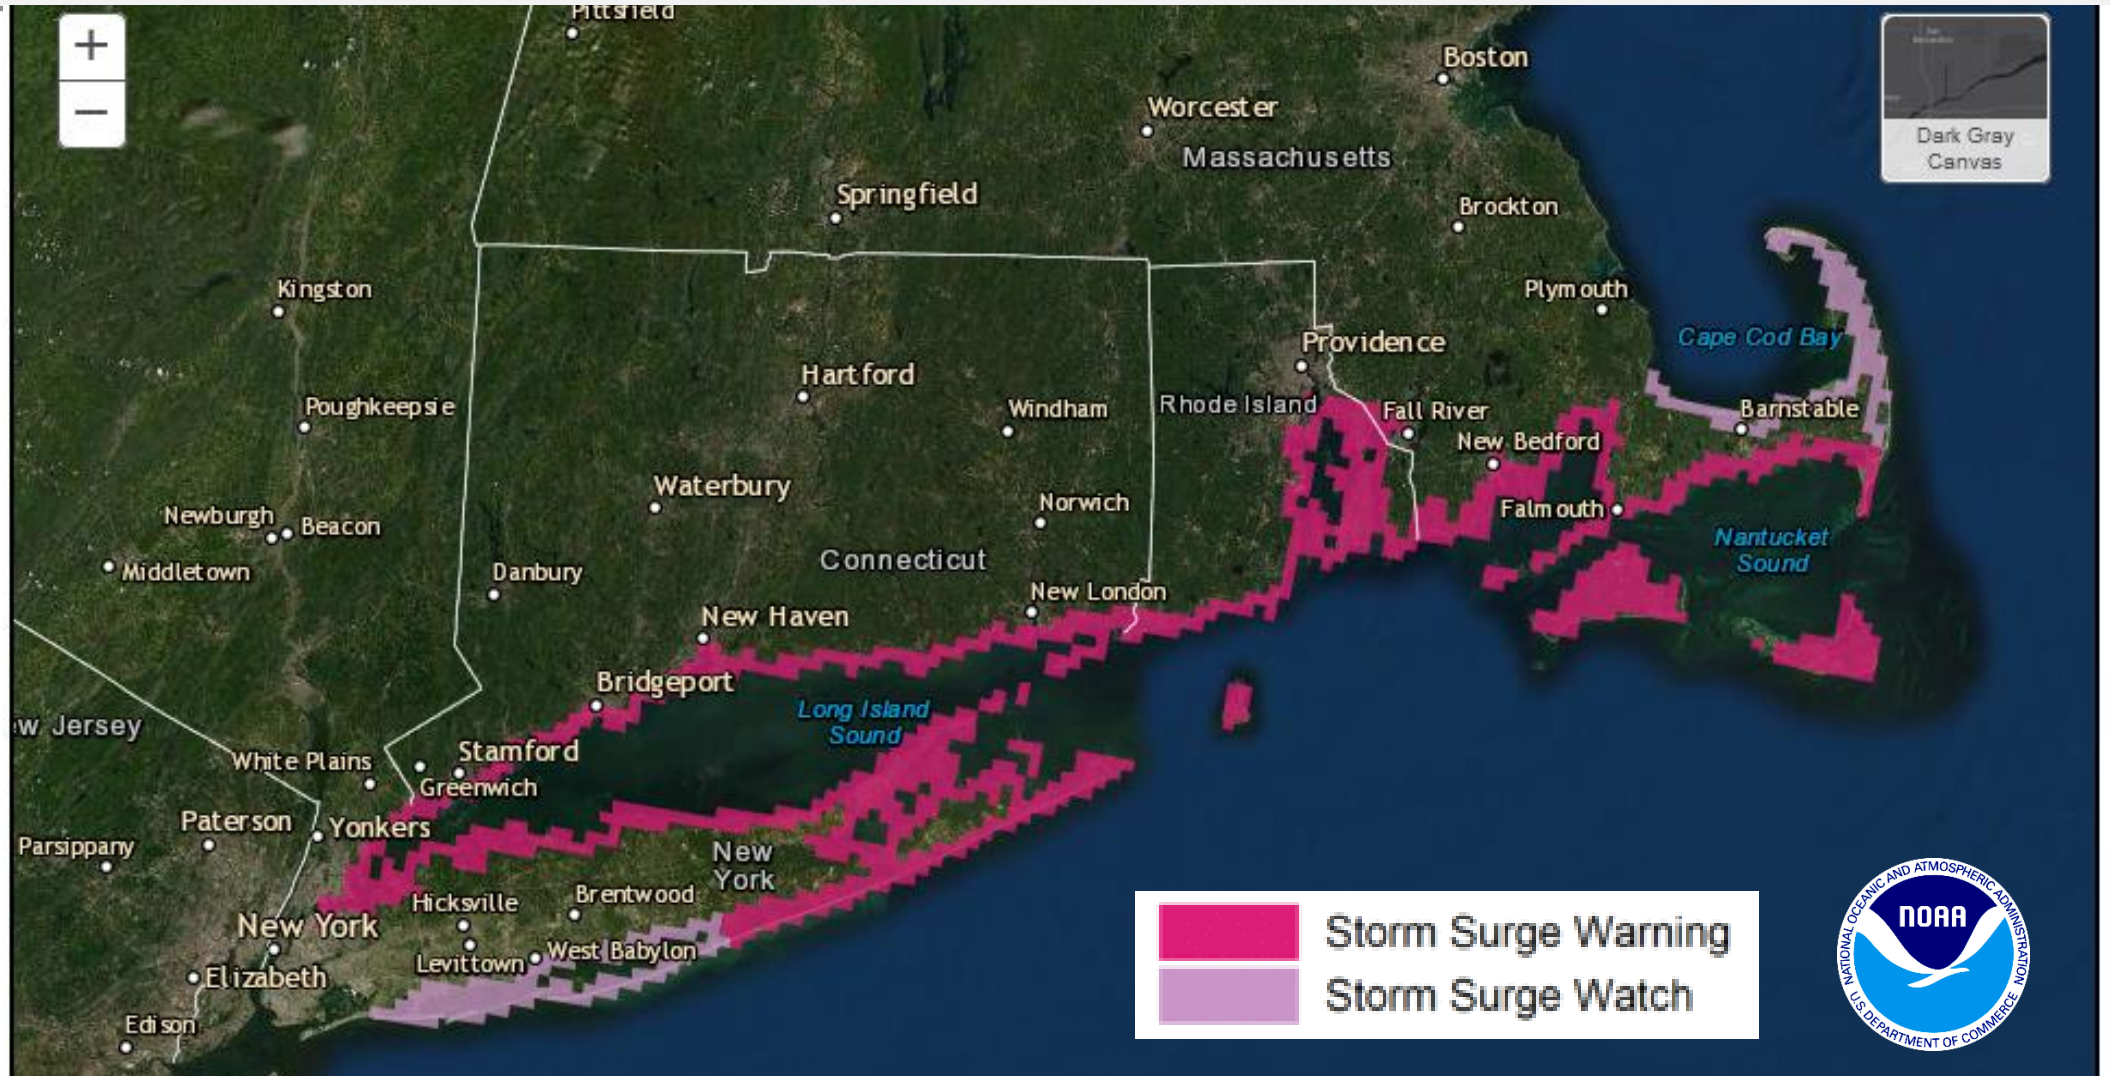 +
−
Pittsfield
Boston
Worcester
Massachusetts
Dark Gray
Canvas
Springfield
Brockton
Kingston
Plymouth
Cape Cod Bay
Providence
Hartford
Poughkeepsie
Windham
Rhode Island
Fall River
Barnstable
New Bedford
Waterbury
Norwich
Falmouth
Newburgh
Beacon
Nantucket
Sound
Connecticut
Middletown
Danbury
New London
New Haven
Bridgeport
Long Island
Sound
ew Jersey
White Plains
Stamford
Greenwich
Paterson
Yonkers
Parsippany
New
York
Hicksville
Brentwood
New York
Levittown
West Babylon
Elizabeth
Edison
Storm Surge Warning
Storm Surge Watch
NATIONAL OCEANIC AND ATMOSPHERIC ADMINISTRATION
NOAA
U.S. DEPARTMENT OF COMMERCE